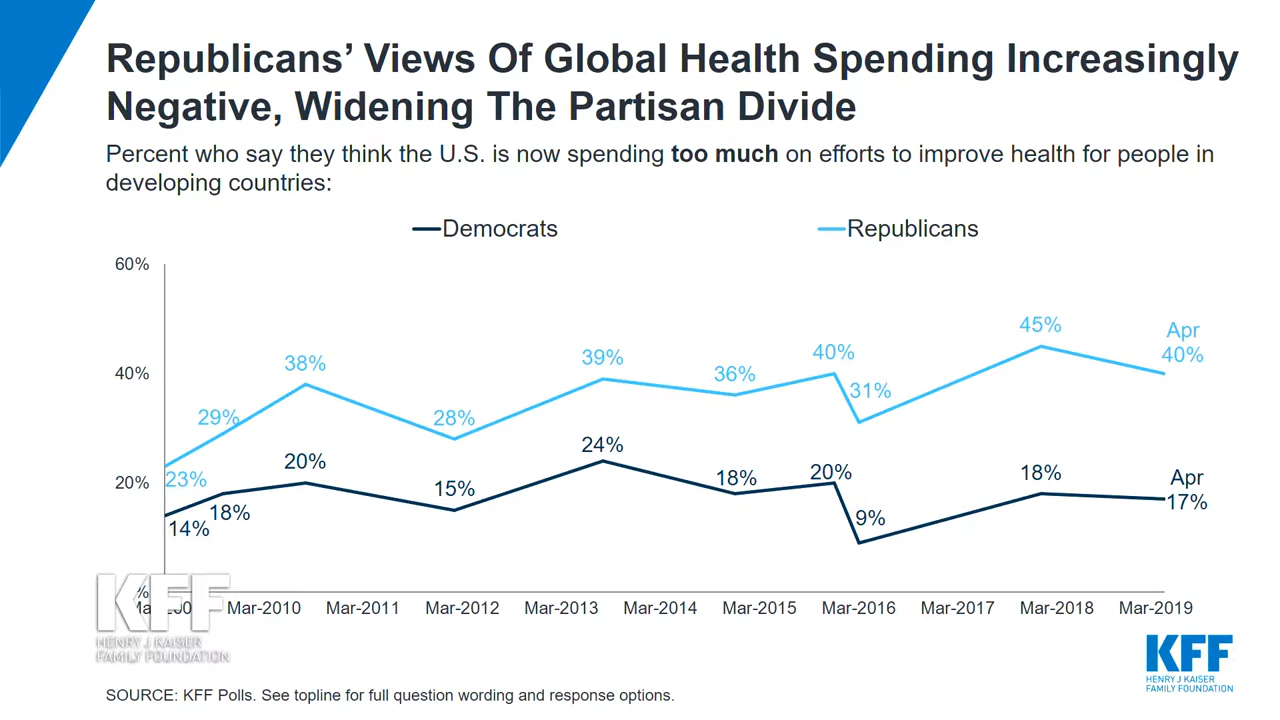 Republicans' Views Of Global Health Spending Increasingly
Negative, Widening The Partisan Divide
Percent who say they think the U.S. is now spending too much on efforts to improve health for people in
developing countries:
Democrats Republicans
60%
40%
20%
23%
29%
38%
28%
39%
36%
40%
31%
45%
Apr
40%
14%
18%
20%
15%
24%
18%
20%
9%
18%
Apr
17%
Mar-2010 Mar-2011 Mar-2012 Mar-2013 Mar-2014 Mar-2015 Mar-2016 Mar-2017 Mar-2018 Mar-2019
KFF
HENRY J KAISER
FAMILY FOUNDATION
KFF
HENRY J KAISER
FAMILY FOUNDATION
SOURCE: KFF Polls. See topline for full question wording and response options.